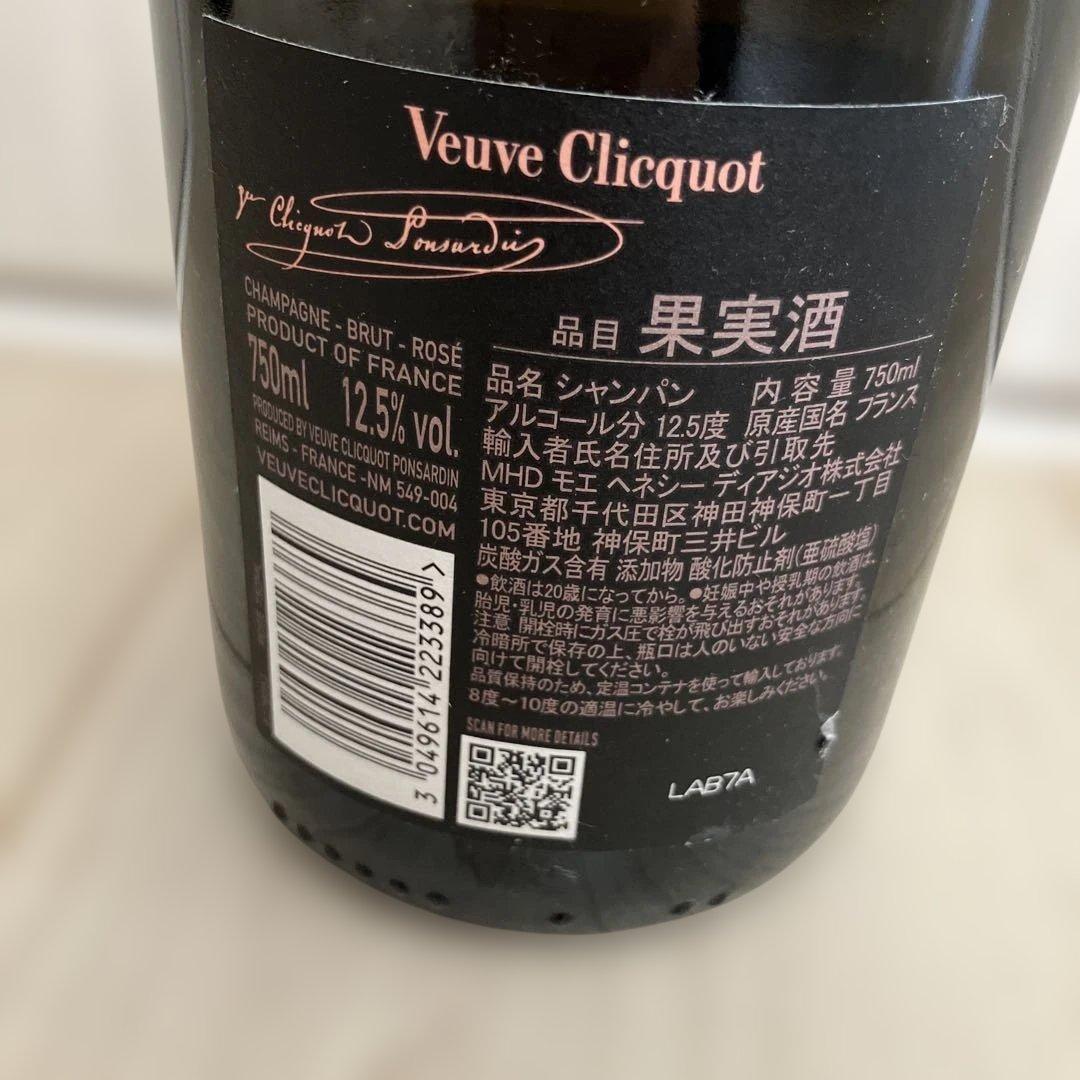 Veuve Clicquot
Vve Clicquot Ponsardin
CHAMPAGNE - BRUT - ROSÉ
PRODUCT OF FRANCE
750ml 12.5% vol.
PRODUCED BY VEUVE CLICQUOT PONSARDIN
REIMS - FRANCE -NM 549-004
VEUVECLICQUOT.COM
3 049614 223389 >
品目 果実酒
品名 シャンパン 内容量 750ml
アルコール分 12.5度 原産国名 フランス
輸入者氏名住所及び引取先
MHD モエ ヘネシー ディアジオ株式会社
東京都千代田区神田神保町一丁目
105番地 神保町三井ビル
炭酸ガス含有 添加物 酸化防止剤(亜硫酸塩)
●飲酒は20歳になってから。●妊娠中や授乳期の飲酒は、
胎児・乳児の発育に悪影響を与えるおそれがあります。
注意 開栓時にガス圧で栓が飛び出すおそれがあります。
冷暗所で保存の上、瓶口は人のいない安全な方向に
向けて開栓してください。
品質保持のため、定温コンテナを使って輸入しております。
8度～10度の適温に冷やして、お楽しみください。
SCAN FOR MORE DETAILS
LAB7A